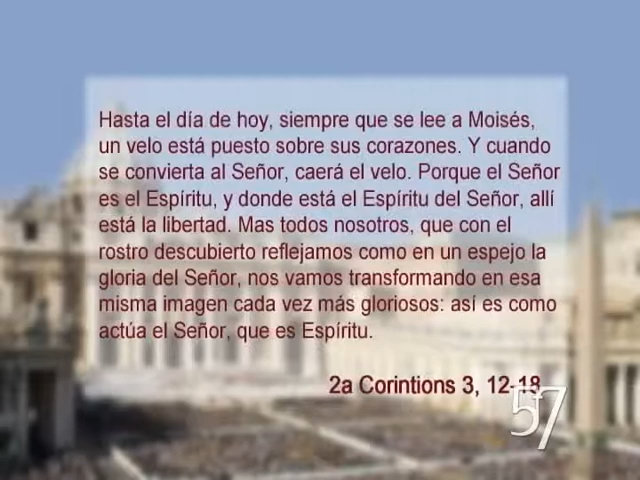 Hasta el día de hoy, siempre que se lee a Moisés,
un velo está puesto sobre sus corazones. Y cuando
se convierta al Señor, caerá el velo. Porque el Señor
es el Espíritu, y donde está el Espíritu del Señor, allí
está la libertad. Mas todos nosotros, que con el
rostro descubierto reflejamos como en un espejo la
gloria del Señor, nos vamos transformando en esa
misma imagen cada vez más gloriosos: así es como
actúa el Señor, que es Espíritu.
2a Corintions 3, 12-18
57